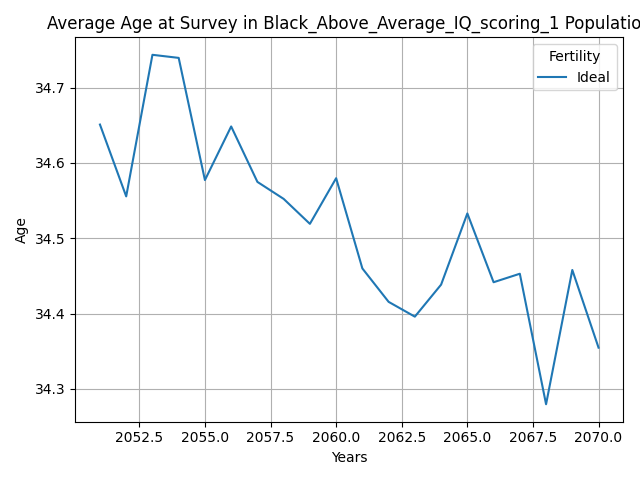 Average Age at Survey in Black_Above_Average_IQ_scoring_1 Populatio
Fertility
Ideal
34.7
34.6
34.5
34.4
34.3
Age
2052.5 2055.0 2057.5 2060.0 2062.5 2065.0 2067.5 2070.0
Years